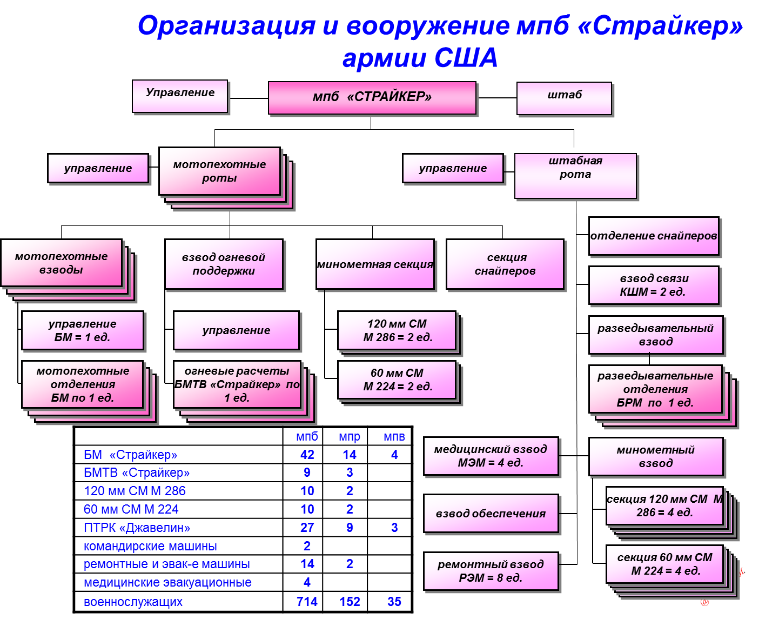 Организация и вооружение мпб «Страйкер»
армии США
Управление
мпб «СТРАЙКЕР»
штаб
управление
мотопехотные
роты
управление
штабная
рота
мотопехотные
взводы
взвод огневой
поддержки
минометная секция
секция
снайперов
отделение снайперов
взвод связи
КШМ = 2 ед.
управление
БМ = 1 ед.
управление
120 мм СМ
М 286 = 2 ед.
разведывательный
взвод
мотопехотные
отделения
БМ по 1 ед.
огневые расчеты
БМТВ «Страйкер» по
1 ед.
60 мм СМ
М 224 = 2 ед.
разведывательные
отделения
БРМ по 1 ед.
мпб мпр мпв
БМ «Страйкер» 42 14 4
БМТВ «Страйкер» 9 3
120 мм СМ М 286 10 2
60 мм СМ М 224 10 2
ПТРК «Джавелин» 27 9 3
командирские машины 2
ремонтные и эвак-е машины 14 2
медицинские эвакуационные 4
военнослужащих 714 152 35
медицинский взвод
МЭМ = 4 ед.
минометный
взвод
взвод обеспечения
секция 120 мм СМ М
286 = 4 ед.
ремонтный взвод
РЭМ = 8 ед.
секция 60 мм СМ
М 224 = 4 ед.